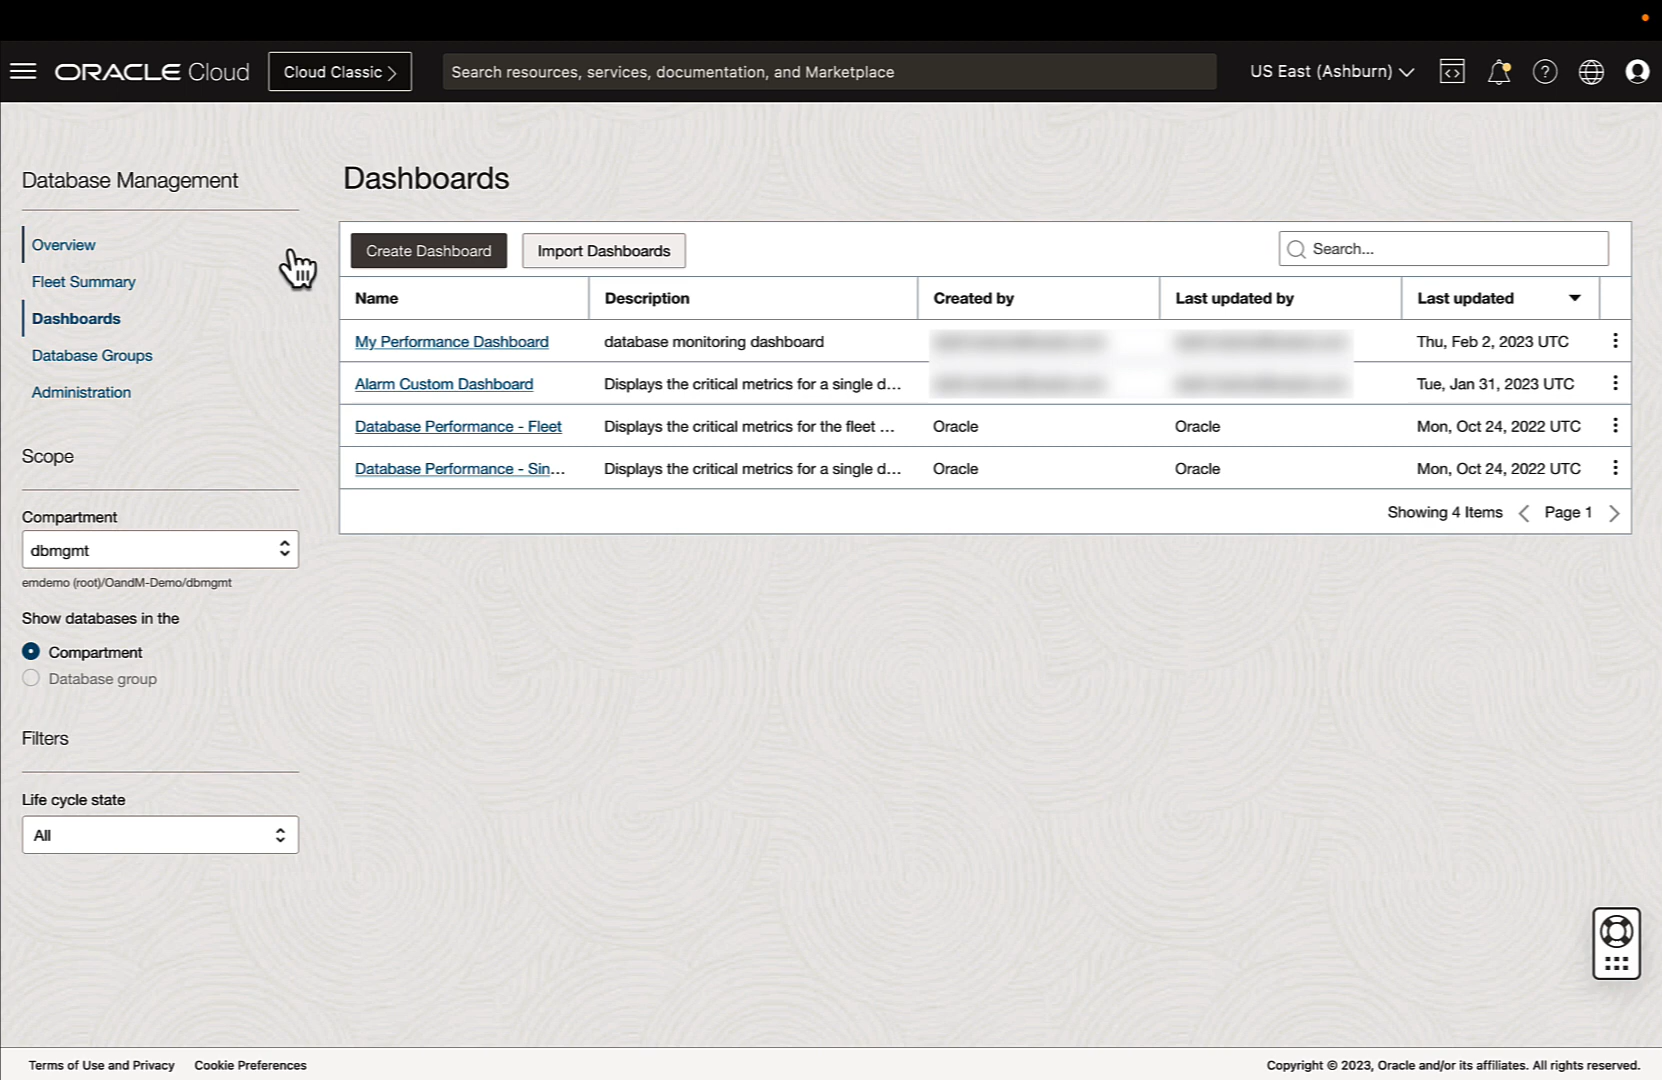 ORACLE Cloud
Cloud Classic
Search resources, services, documentation, and Marketplace
US East (Ashburn)
Database Management
Overview
Fleet Summary
Dashboards
Database Groups
Administration
Scope
Compartment
dbmgmt
emdemo (root)/OandM-Demo/dbmgmt
Show databases in the
Compartment
Database group
Filters
Life cycle state
All
Dashboards
Create Dashboard
Import Dashboards
Search...
Name Description Created by Last updated by Last updated
My Performance Dashboard database monitoring dashboard Thu, Feb 2, 2023 UTC
Alarm Custom Dashboard Displays the critical metrics for a single d... Tue, Jan 31, 2023 UTC
Database Performance - Fleet Displays the critical metrics for the fleet ... Oracle Oracle Mon, Oct 24, 2022 UTC
Database Performance - Sin... Displays the critical metrics for a single d... Oracle Oracle Mon, Oct 24, 2022 UTC
Showing 4 Items Page 1
Terms of Use and Privacy Cookie Preferences
Copyright © 2023, Oracle and/or its affiliates. All rights reserved.